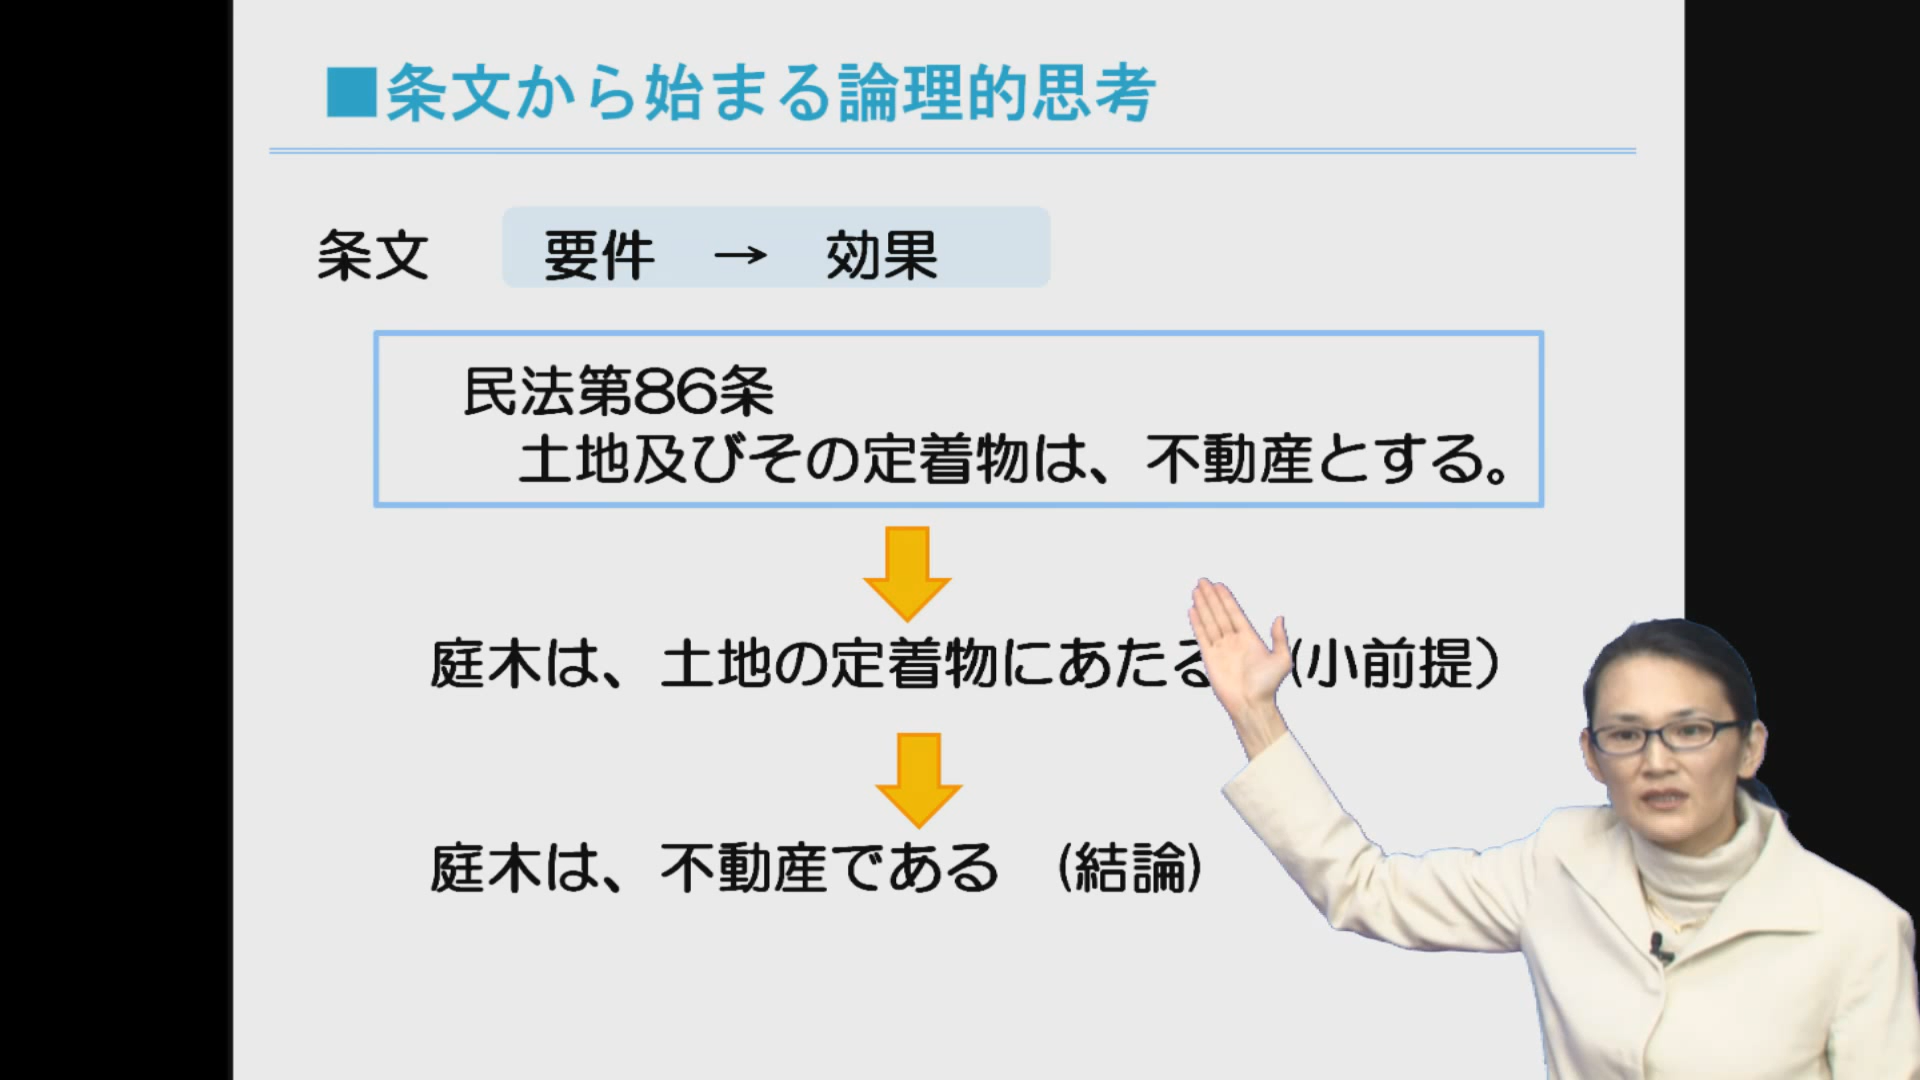 ■条文から始まる論理的思考
条文 要件 → 効果
民法第86条
土地及びその定着物は、不動産とする。
庭木は、土地の定着物にあたる (小前提)
庭木は、不動産である (結論)